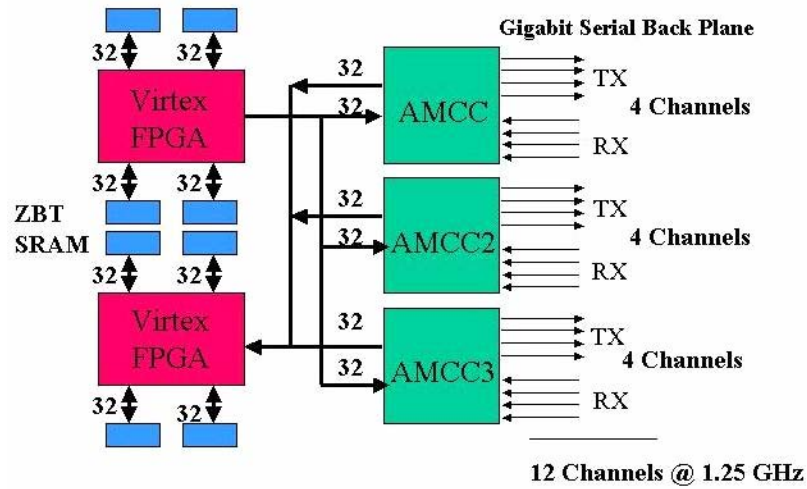 Gigabit Serial Back Plane
32 32
Virtex
FPGA
32
32
AMCC
TX
4 Channels
RX
32 32
ZBT
SRAM
32
32
AMCC2
TX
4 Channels
RX
32 32
Virtex
FPGA
32
32
AMCC3
TX
4 Channels
RX
32 32
12 Channels @ 1.25 GHz